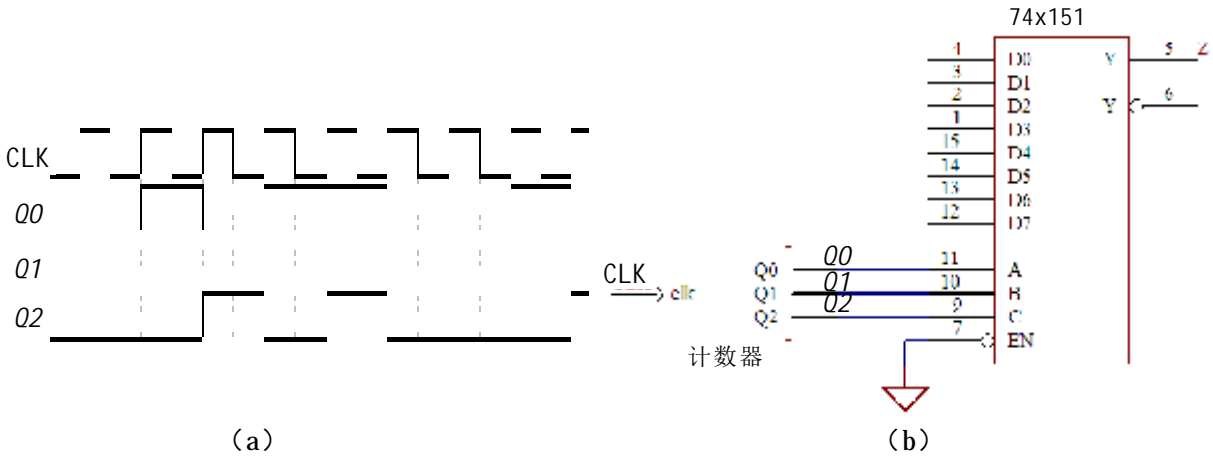 74x151
4 D0 Y 5 Z
3 D1
2 D2 Y 6
1 D3
15 D4
14 D5
13 D6
12 D7
CLK
Q0
Q1
Q2
CLK
clk
Q0 Q0 11 A
Q1 Q1 10 B
Q2 Q2 9 C
7 EN
计数器
(a)
(b)